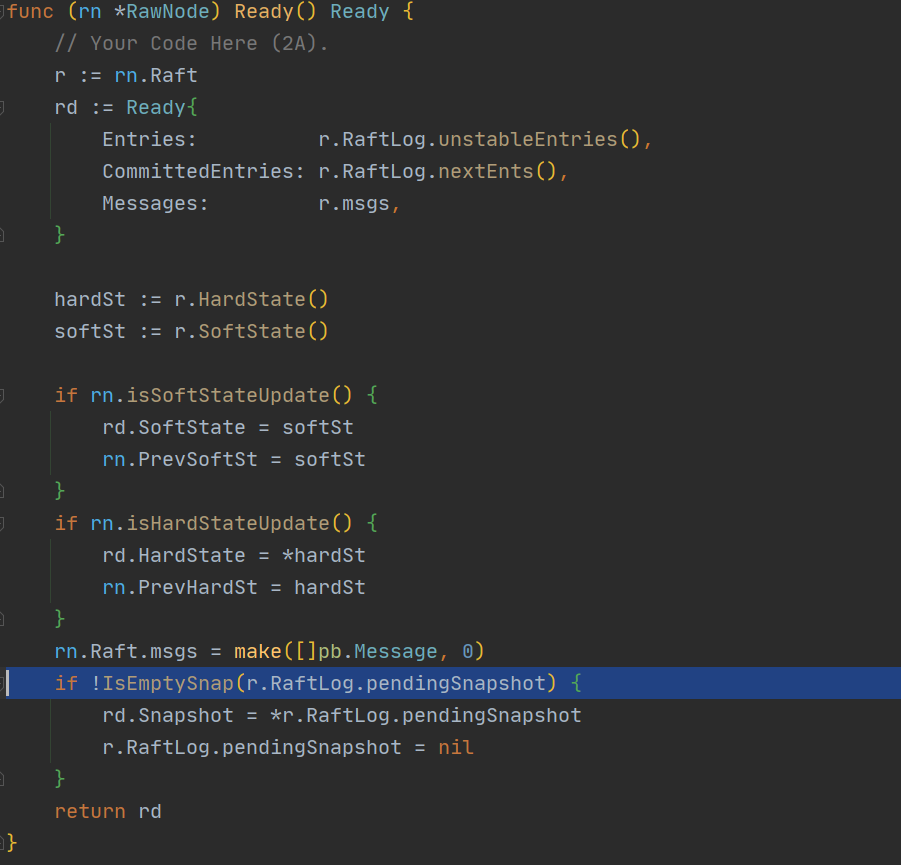 func (rn *RawNode) Ready() Ready {
    // Your Code Here (2A).
    r := rn.Raft
    rd := Ready{
        Entries:          r.RaftLog.unstableEntries(),
        CommittedEntries: r.RaftLog.nextEnts(),
        Messages:         r.msgs,
    }

    hardSt := r.HardState()
    softSt := r.SoftState()

    if rn.isSoftStateUpdate() {
        rd.SoftState = softSt
        rn.PrevSoftSt = softSt
    }
    if rn.isHardStateUpdate() {
        rd.HardState = *hardSt
        rn.PrevHardSt = hardSt
    }
    rn.Raft.msgs = make([]pb.Message, 0)
    if !IsEmptySnap(r.RaftLog.pendingSnapshot) {
        rd.Snapshot = *r.RaftLog.pendingSnapshot
        r.RaftLog.pendingSnapshot = nil
    }
    return rd
}